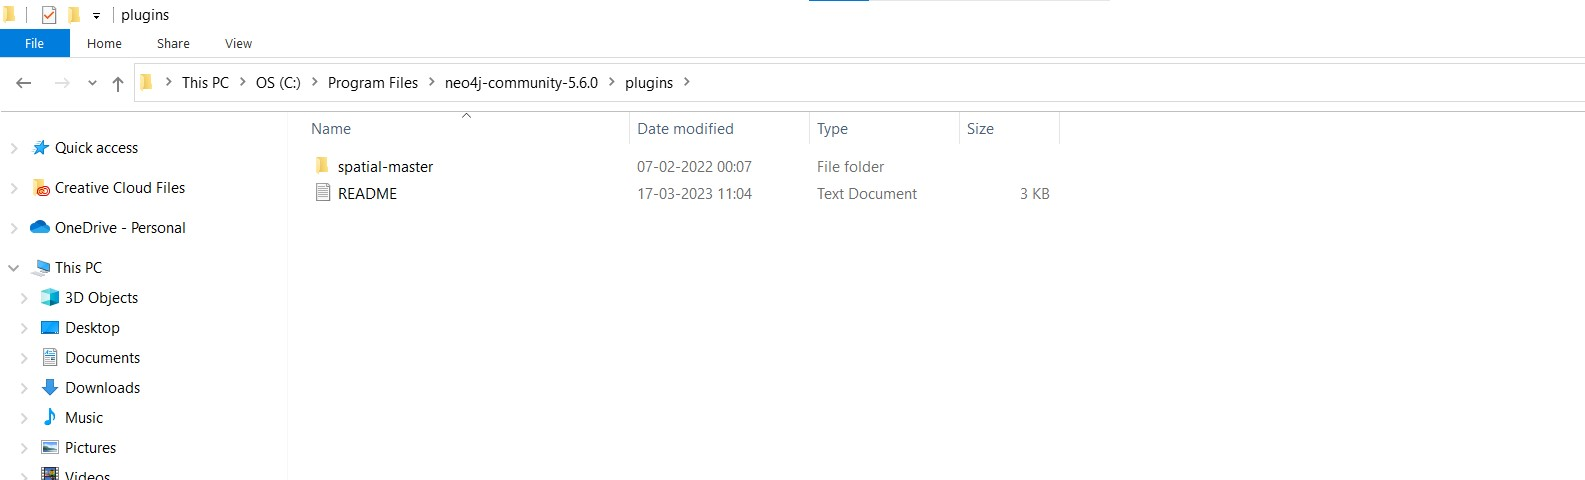 plugins
File Home Share View
This PC OS (C:) Program Files neo4j-community-5.6.0 plugins
Name Date modified Type Size
Quick access
Creative Cloud Files
OneDrive - Personal
This PC
3D Objects
Desktop
Documents
Downloads
Music
Pictures
Videos
spatial-master 07-02-2022 00:07 File folder
README 17-03-2023 11:04 Text Document 3 KB